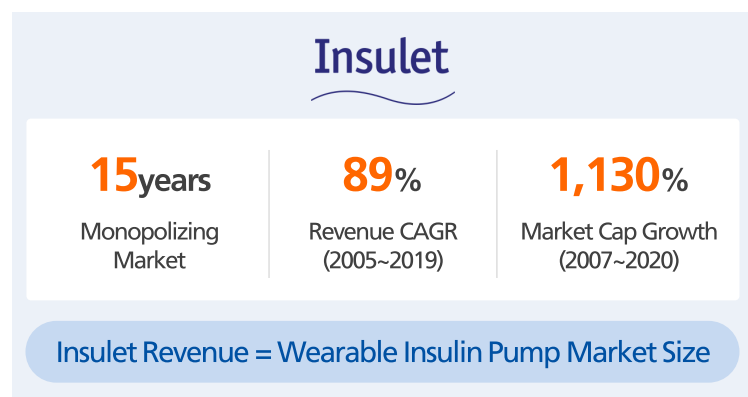 Insulet
15years
Monopolizing
Market
89%
Revenue CAGR
(2005~2019)
1,130%
Market Cap Growth
(2007~2020)
Insulet Revenue = Wearable Insulin Pump Market Size